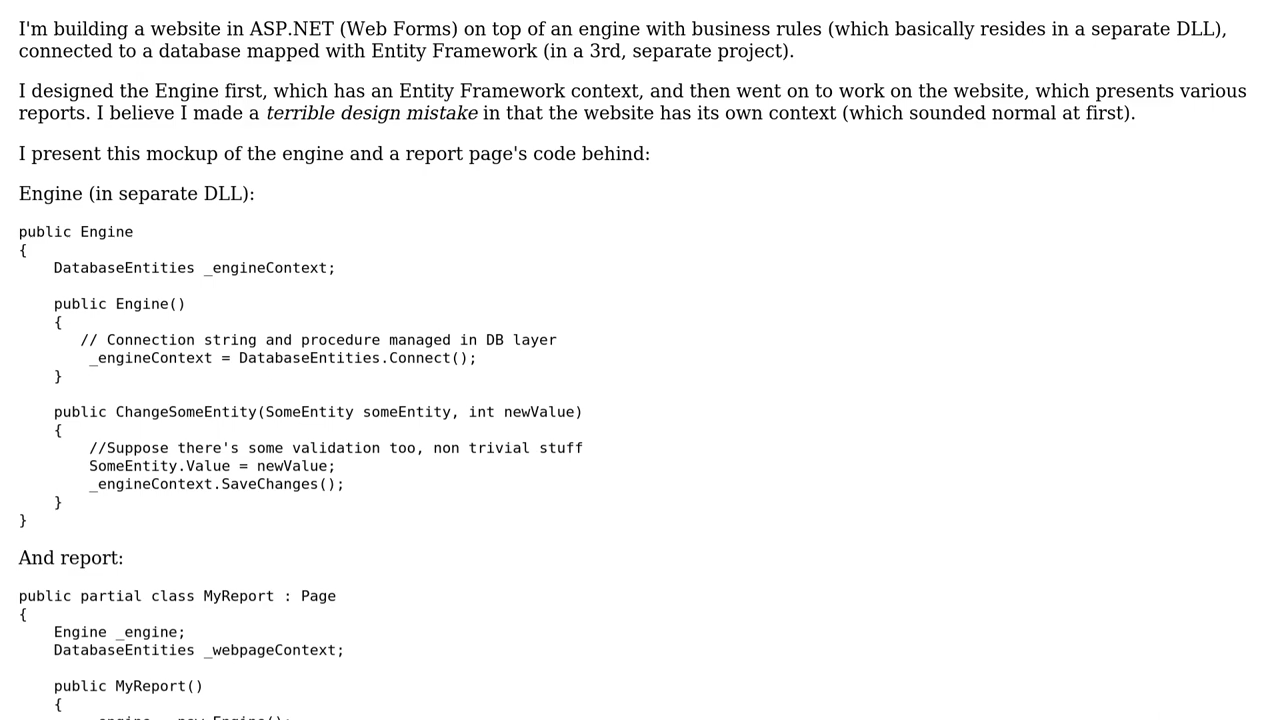 I'm building a website in ASP.NET (Web Forms) on top of an engine with business rules (which basically resides in a separate DLL),
connected to a database mapped with Entity Framework (in a 3rd, separate project).
I designed the Engine first, which has an Entity Framework context, and then went on to work on the website, which presents various
reports. I believe I made a terrible design mistake in that the website has its own context (which sounded normal at first).
I present this mockup of the engine and a report page's code behind:
Engine (in separate DLL):
public Engine
{
    DatabaseEntities _engineContext;

    public Engine()
    {
       // Connection string and procedure managed in DB layer
        _engineContext = DatabaseEntities.Connect();
    }

    public ChangeSomeEntity(SomeEntity someEntity, int newValue)
    {
        //Suppose there's some validation too, non trivial stuff
        SomeEntity.Value = newValue;
        _engineContext.SaveChanges();
    }
}
And report:
public partial class MyReport : Page
{
    Engine _engine;
    DatabaseEntities _webpageContext;

    public MyReport()
    {
        _engine = new Engine();